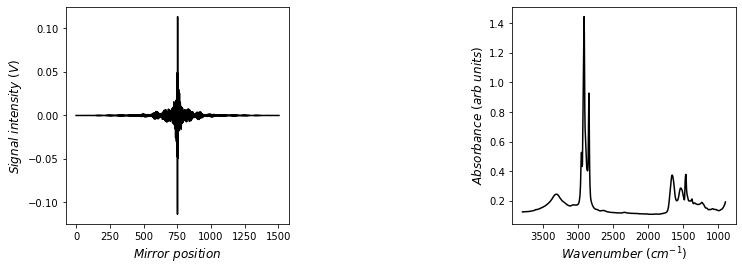 0.10
0.05
0.00
−0.05
−0.10
Signal intensity (V)
0 250 500 750 1000 1250 1500
Mirror position
1.4
1.2
1.0
0.8
0.6
0.4
0.2
Absorbance (arb units)
3500 3000 2500 2000 1500 1000
Wavenumber (cm⁻¹)